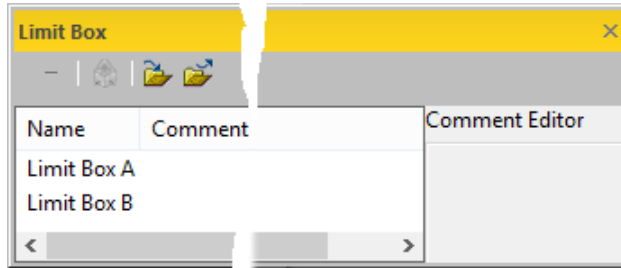 Limit Box
Name Comment
Comment Editor
Limit Box A
Limit Box B